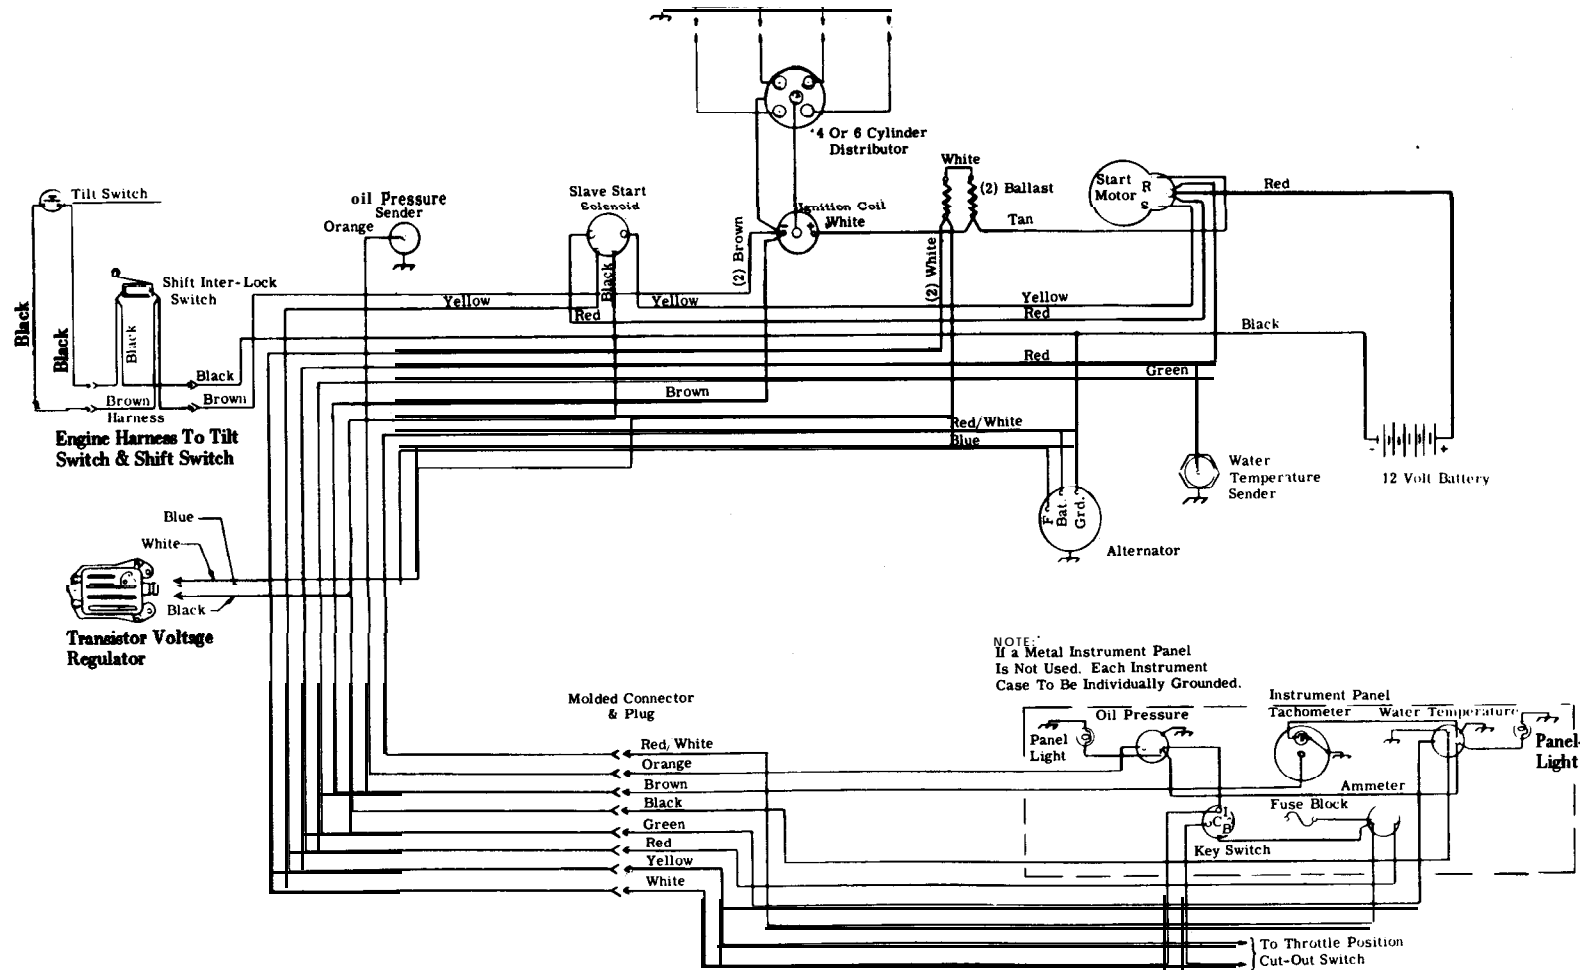 4 Or 6 Cylinder
Distributor
White
(2) Ballast
Start
Motor
R
S
Red
Tilt Switch
oil Pressure
Sender
Orange
Slave Start
Solenoid
Ignition Coil
White
- +
Tan
Shift Inter-Lock
Switch
Black
Black
Black
Black
(2) Brown
(2) White
Yellow
Yellow
Yellow
Red
Red
Black
Red
Green
Black
Brown
Brown
Brown
Harness
Engine Harness To Tilt
Switch & Shift Switch
Red/White
Blue
Water
Temperature
Sender
- +
12 Volt Battery
F
Bat.
Grd.
Alternator
Blue
White
Black
Transistor Voltage
Regulator
NOTE:
If a Metal Instrument Panel
Is Not Used. Each Instrument
Case To Be Individually Grounded.
Molded Connector
& Plug
Instrument Panel
Oil Pressure
Tachometer
Water Temperature
Panel
Light
Panel-
Light
Red/White
Orange
Brown
Black
Green
Red
Yellow
White
Ammeter
Fuse Block
I
C
B
Key Switch
To Throttle Position
Cut-Out Switch